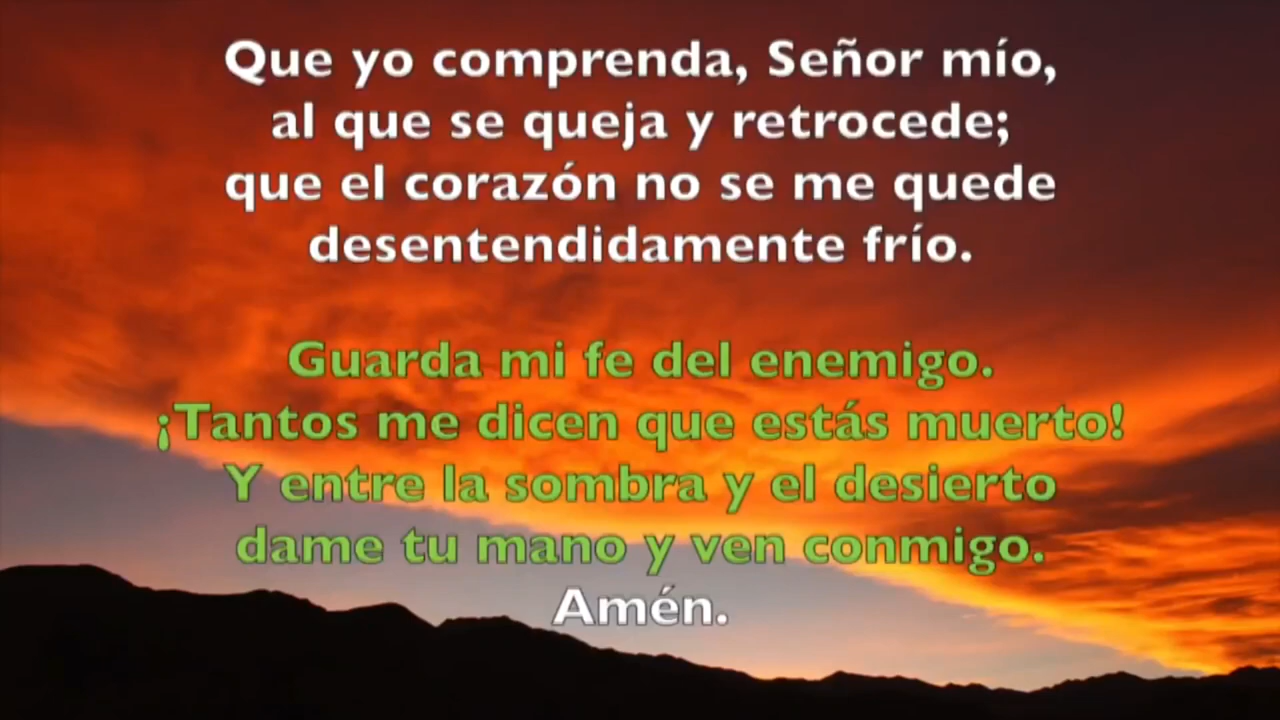 Que yo comprenda, Señor mío,
al que se queja y retrocede;
que el corazón no se me quede
desentendidamente frío.
Guarda mi fe del enemigo.
¡Tantos me dicen que estás muerto!
Y entre la sombra y el desierto
dame tu mano y ven conmigo.
Amén.